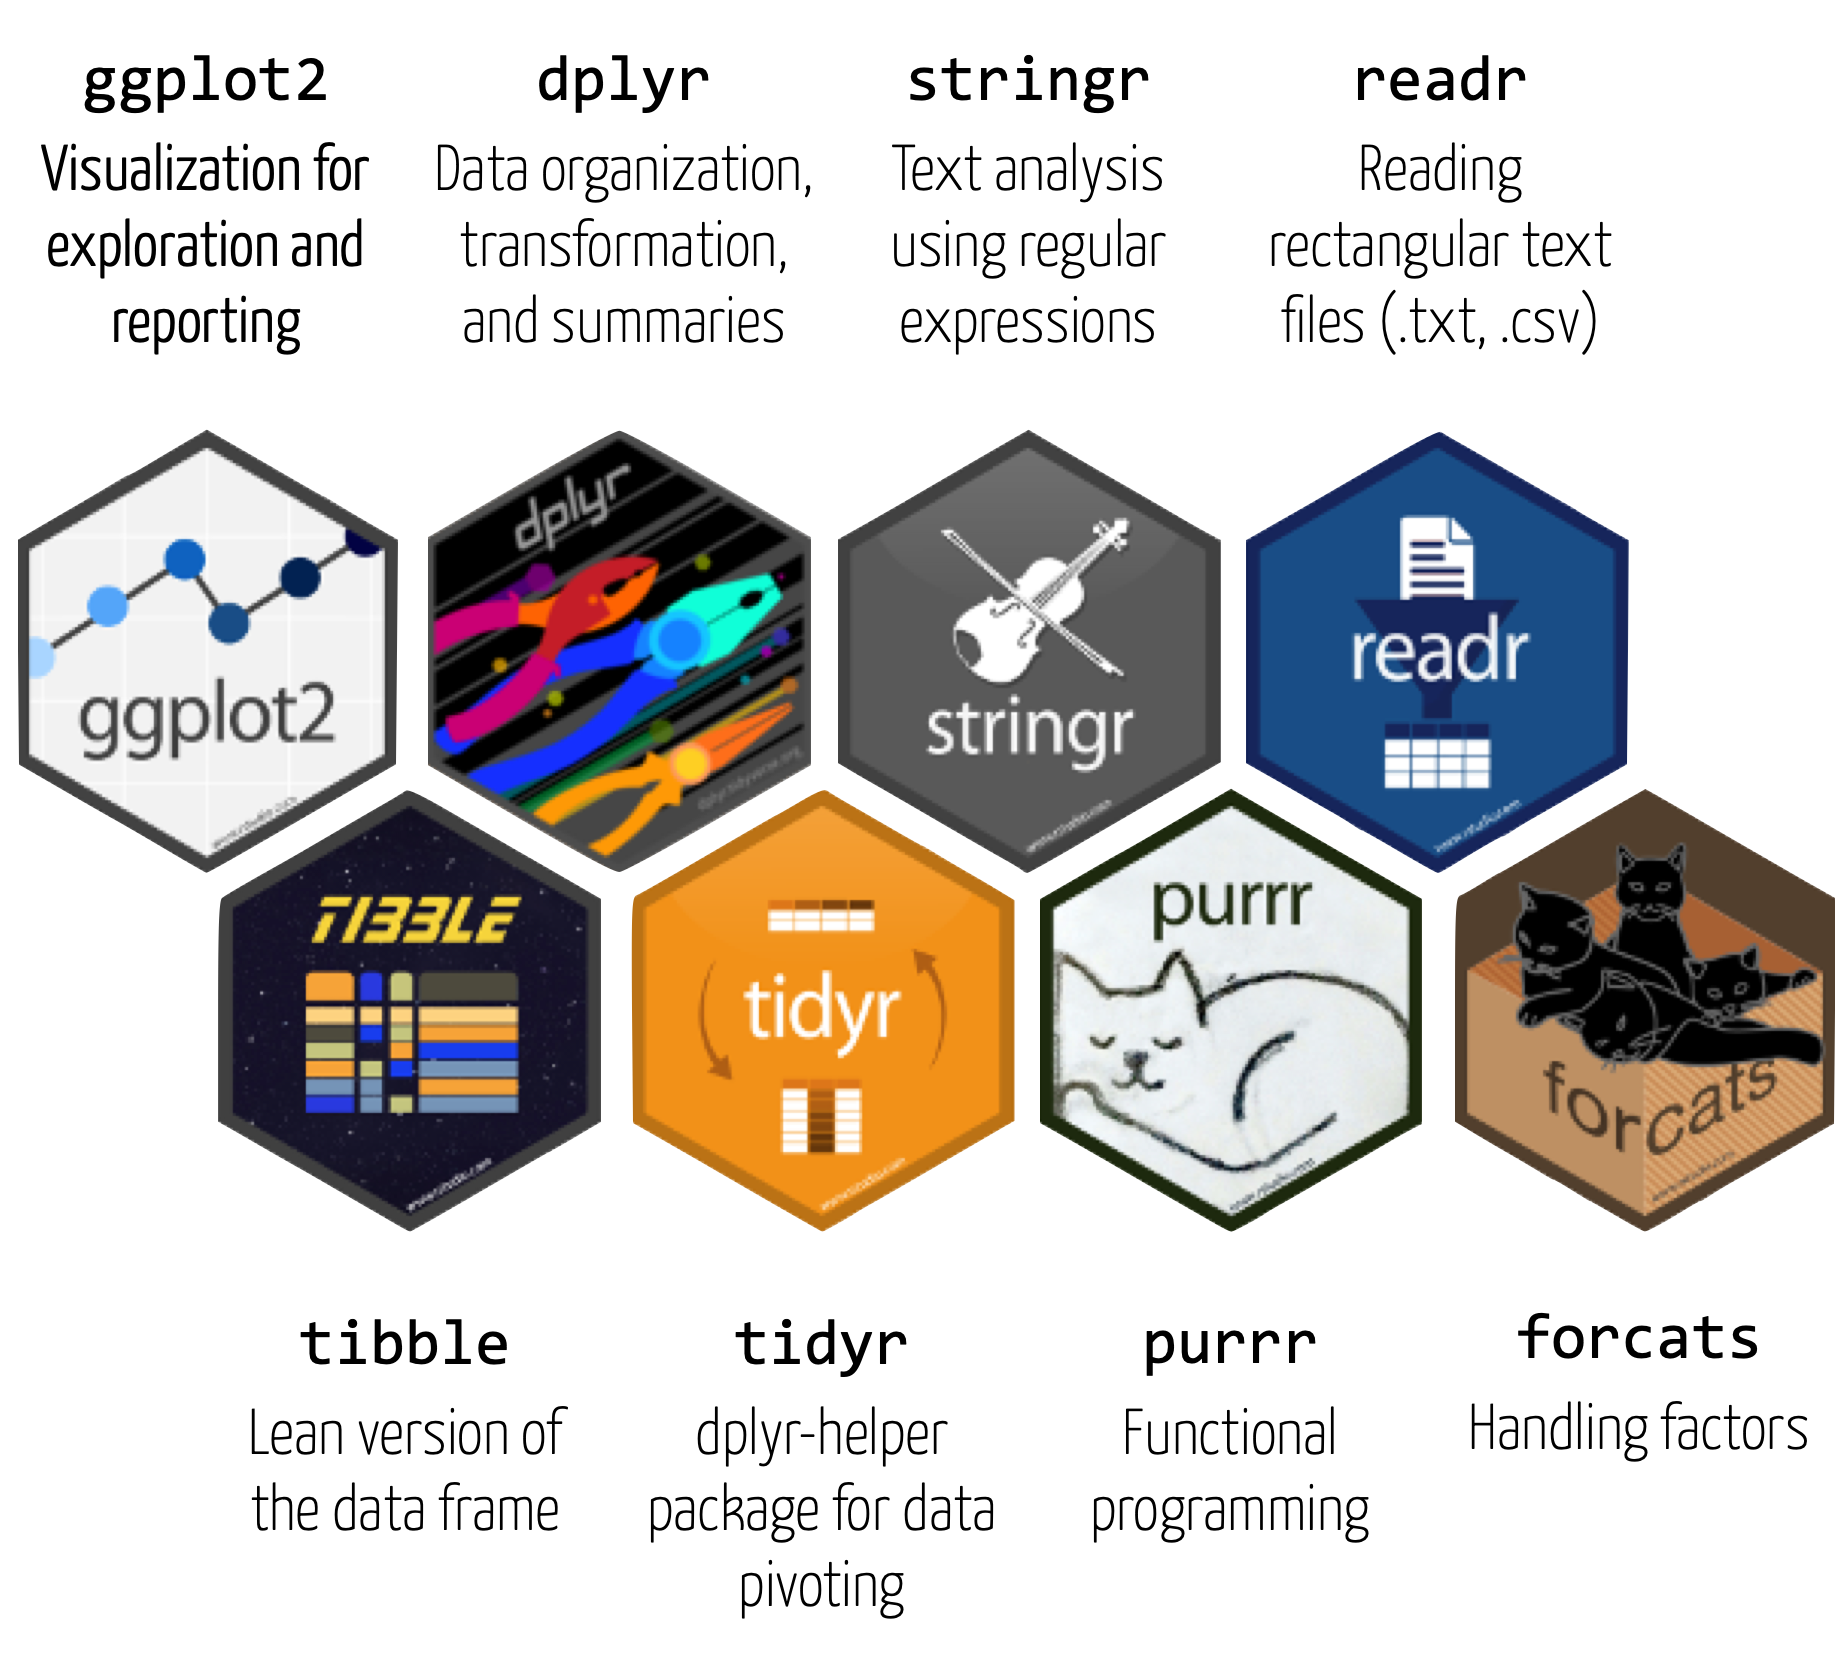 ggplot2
Visualization for
exploration and
reporting
dplyr
Data organization,
transformation,
and summaries
stringr
Text analysis
using regular
expressions
readr
Reading
rectangular text
files (.txt, .csv)
ggplot2
dplyr
stringr
readr
TIBBLE
tidyr
purrr
forcats
tibble
Lean version of
the data frame
tidyr
dplyr-helper
package for data
pivoting
purrr
Functional
programming
forcats
Handling factors